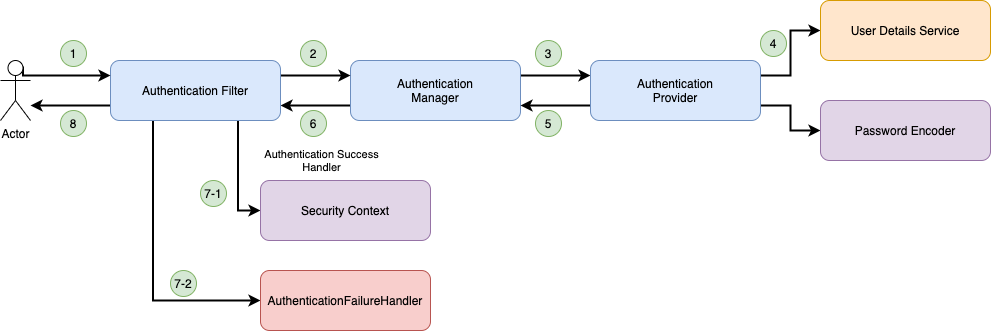 1
2
3
4
User Details Service
Authentication Filter
Authentication
Manager
Authentication
Provider
Actor
8
6
5
Password Encoder
Authentication Success
Handler
7-1
Security Context
7-2
AuthenticationFailureHandler